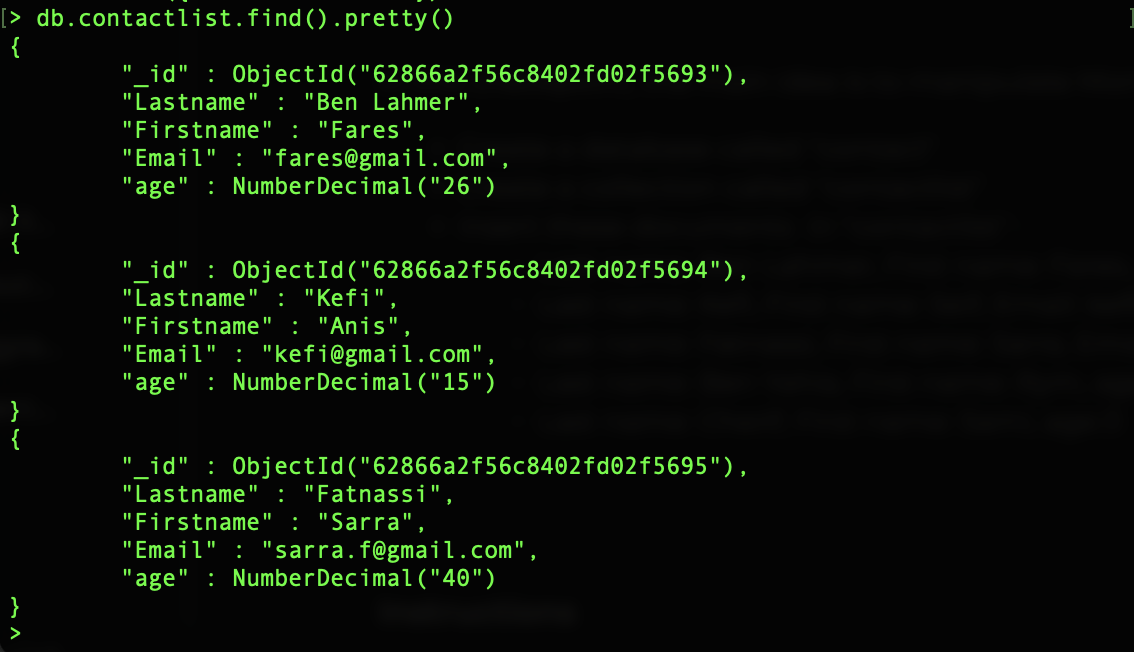 > db.contactlist.find().pretty()
{
        "_id" : ObjectId("62866a2f56c8402fd02f5693"),
        "Lastname" : "Ben Lahmer",
        "Firstname" : "Fares",
        "Email" : "fares@gmail.com",
        "age" : NumberDecimal("26")
}
{
        "_id" : ObjectId("62866a2f56c8402fd02f5694"),
        "Lastname" : "Kefi",
        "Firstname" : "Anis",
        "Email" : "kefi@gmail.com",
        "age" : NumberDecimal("15")
}
{
        "_id" : ObjectId("62866a2f56c8402fd02f5695"),
        "Lastname" : "Fatnassi",
        "Firstname" : "Sarra",
        "Email" : "sarra.f@gmail.com",
        "age" : NumberDecimal("40")
}
>